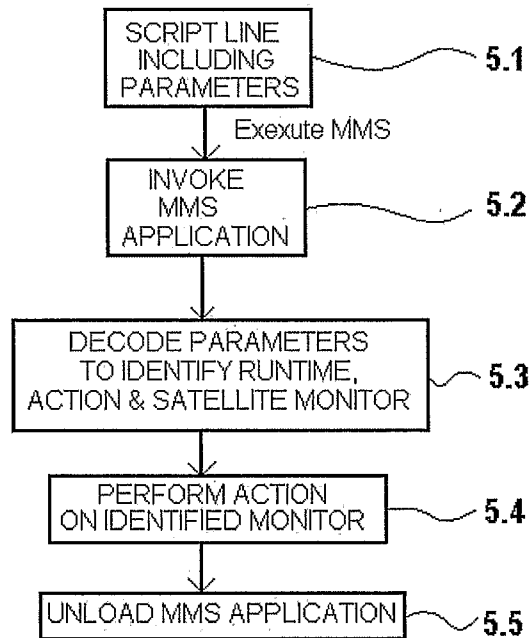 SCRIPT LINE
INCLUDING
PARAMETERS
5.1
Exexute MMS
INVOKE
MMS
APPLICATION
5.2
DECODE PARAMETERS
TO IDENTIFY RUNTIME,
ACTION & SATELLITE MONITOR
5.3
PERFORM ACTION
ON IDENTIFIED MONITOR
5.4
UNLOAD MMS APPLICATION
5.5